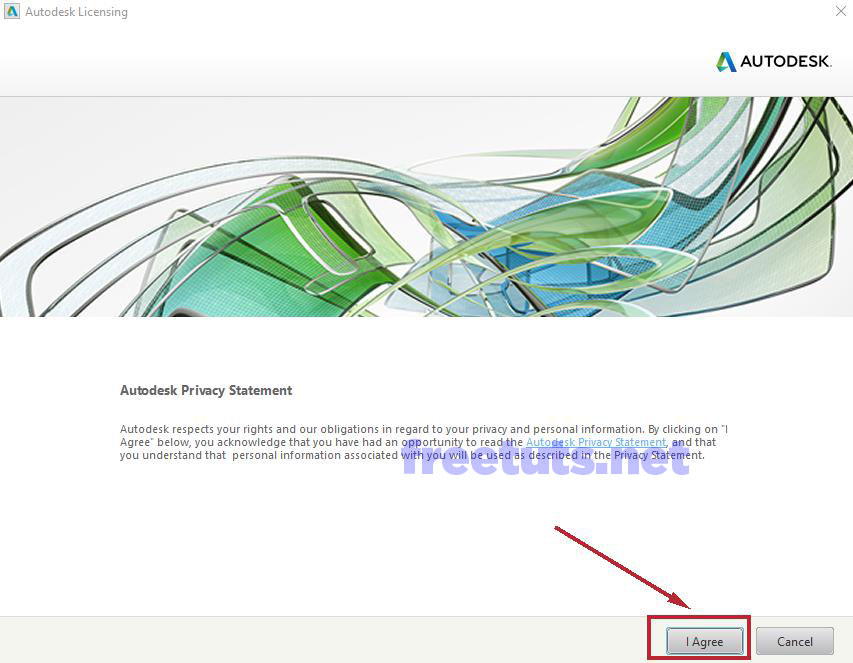 Autodesk Licensing
AUTODESK.
Autodesk Privacy Statement
Autodesk respects your rights and our obligations in regard to your privacy and personal information. By clicking on "I
Agree" below, you acknowledge that you have had an opportunity to read the Autodesk Privacy Statement, and that
you understand that personal information associated with you will be used as described in the Privacy Statement.
freetuts.net
I Agree
Cancel